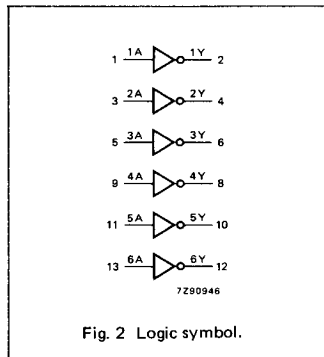 1 1A 1Y 2
3 2A 2Y 4
5 3A 3Y 6
9 4A 4Y 8
11 5A 5Y 10
13 6A 6Y 12
7Z90946
Fig. 2 Logic symbol.